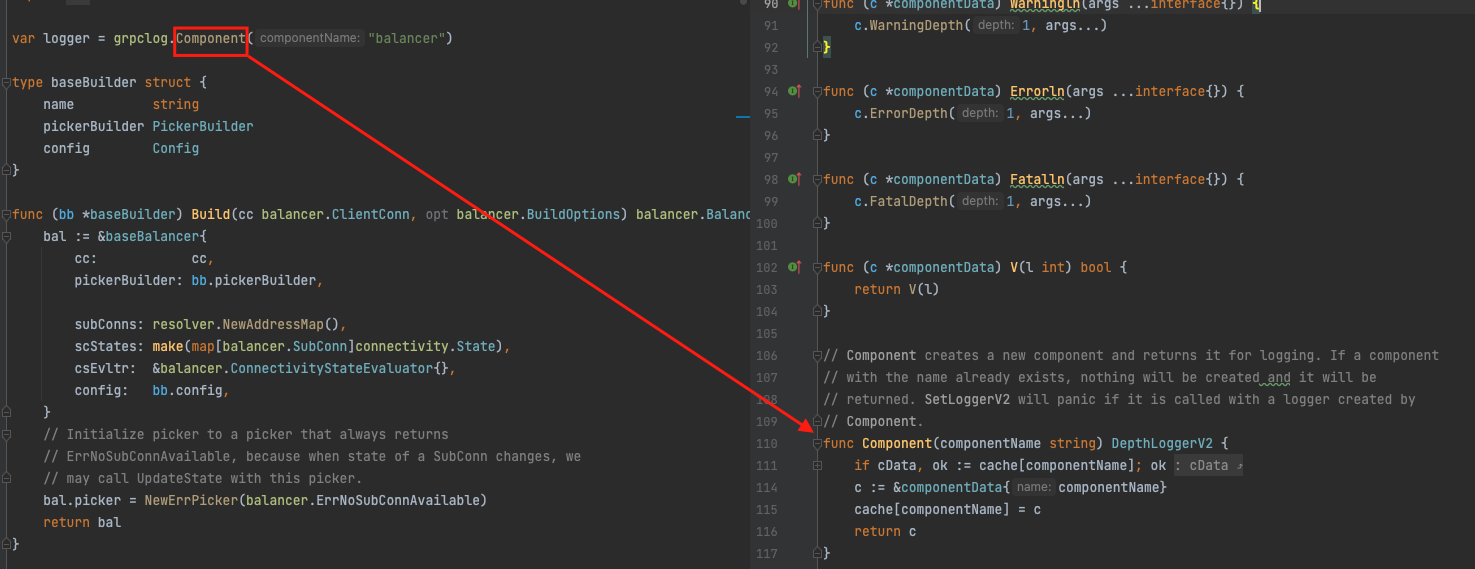 var logger = grpclog.Component( componentName: "balancer")
type baseBuilder struct {
name string
pickerBuilder PickerBuilder
config Config
}
func (bb *baseBuilder) Build(cc balancer.ClientConn, opt balancer.BuildOptions) balancer.Balanc
bal := &baseBalancer{
cc: cc,
pickerBuilder: bb.pickerBuilder,
subConns: resolver.NewAddressMap(),
scStates: make(map[balancer.SubConn]connectivity.State),
csEvltr: &balancer.ConnectivityStateEvaluator{},
config: bb.config,
}
// Initialize picker to a picker that always returns
// ErrNoSubConnAvailable, because when state of a SubConn changes, we
// may call UpdateState with this picker.
bal.picker = NewErrPicker(balancer.ErrNoSubConnAvailable)
return bal
}
90 func (c *componentData) Warningln(args ...interface{}) {
91 c.WarningDepth( depth: 1, args...)
92 }
93
94 func (c *componentData) Errorln(args ...interface{}) {
95 c.ErrorDepth( depth: 1, args...)
96 }
97
98 func (c *componentData) Fatalln(args ...interface{}) {
99 c.FatalDepth( depth: 1, args...)
100 }
101
102 func (c *componentData) V(l int) bool {
103 return V(l)
104 }
105
106 // Component creates a new component and returns it for logging. If a component
107 // with the name already exists, nothing will be created and it will be
108 // returned. SetLoggerV2 will panic if it is called with a logger created by
109 // Component.
110 func Component(componentName string) DepthLoggerV2 {
111 if cData, ok := cache[componentName]; ok : cData
114 c := &componentData{ name: componentName}
115 cache[componentName] = c
116 return c
117 }